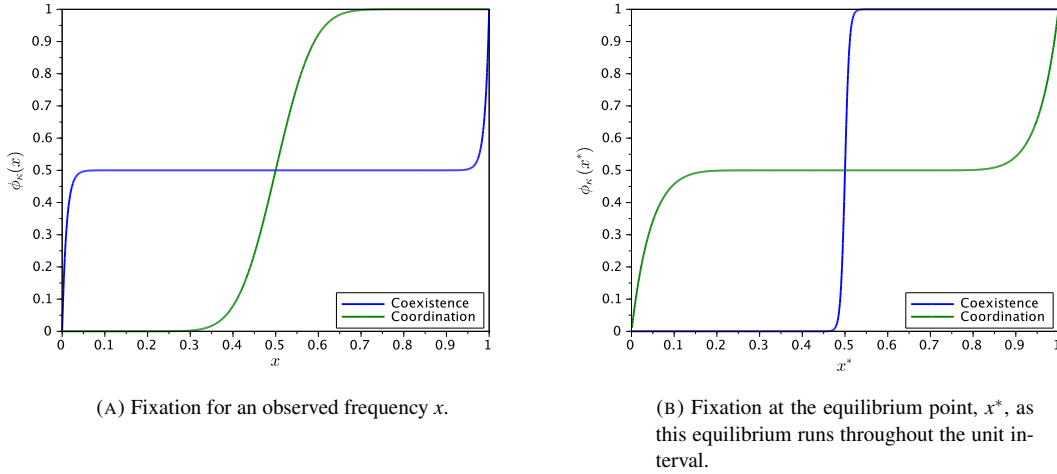 1
0.9
0.8
0.7
0.6
0.5
0.4
0.3
0.2
0.1
0
ϕκ(x)
Coexistence
Coordination
0 0.1 0.2 0.3 0.4 0.5 0.6 0.7 0.8 0.9 1
x
(A) Fixation for an observed frequency x.
1
0.9
0.8
0.7
0.6
0.5
0.4
0.3
0.2
0.1
0
ϕκ(x*)
Coexistence
Coordination
0 0.1 0.2 0.3 0.4 0.5 0.6 0.7 0.8 0.9 1
x*
(B) Fixation at the equilibrium point, x*, as
this equilibrium runs throughout the unit in-
terval.